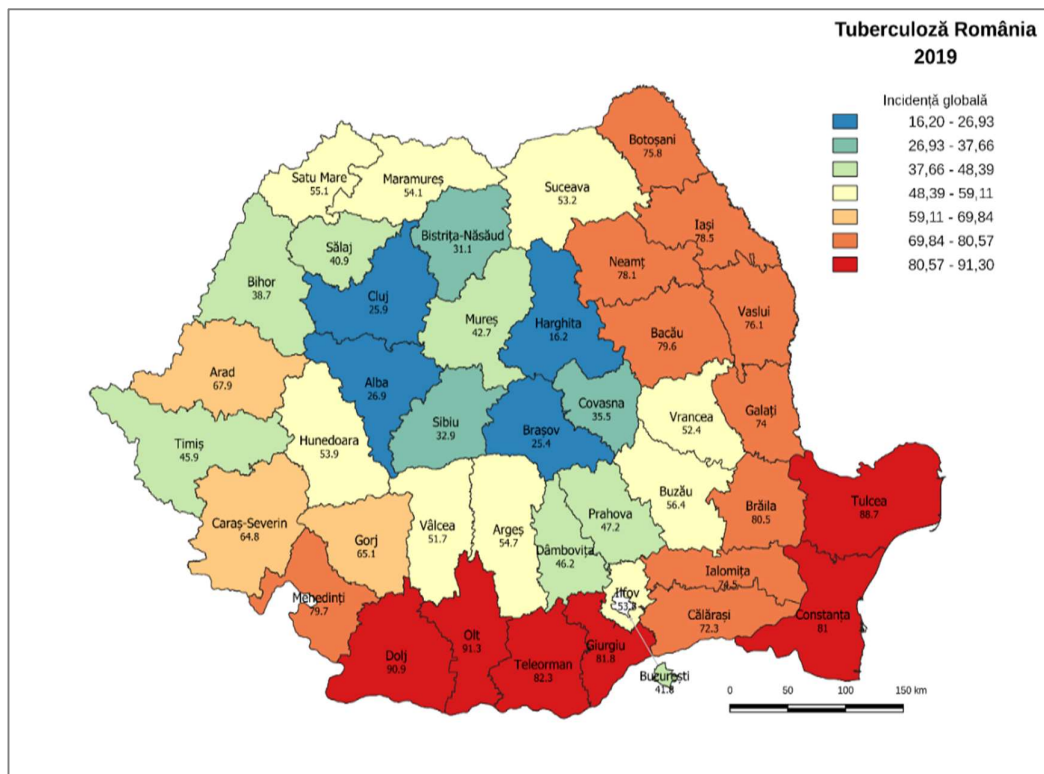 Tuberculoză România
2019
Incidență globală
16,20 - 26,93
26,93 - 37,66
37,66 - 48,39
48,39 - 59,11
59,11 - 69,84
69,84 - 80,57
80,57 - 91,30
Botoșani
75.8
Satu Mare
55.1
Maramureș
54.1
Suceava
53.2
Iași
78.5
Bistrița-Năsăud
31.1
Sălaj
40.9
Neamț
78.1
Bihor
38.7
Cluj
25.9
Mureș
42.7
Harghita
16.2
Bacău
79.6
Vaslui
76.1
Arad
67.9
Alba
26.9
Sibiu
32.9
Brașov
25.4
Covasna
35.5
Vrancea
52.4
Galați
74
Timiș
45.9
Hunedoara
53.9
Buzău
56.4
Brăila
80.5
Tulcea
88.7
Caraș-Severin
64.8
Gorj
65.1
Vâlcea
51.7
Argeș
54.7
Dâmbovița
46.2
Prahova
47.2
Ialomița
74.5
Mehedinți
79.7
Ilfov
Călărași
72.3
Constanța
81
Dolj
90.9
Olt
91.3
Teleorman
82.3
Giurgiu
81.8
București
41.8
0 50 100 150 km